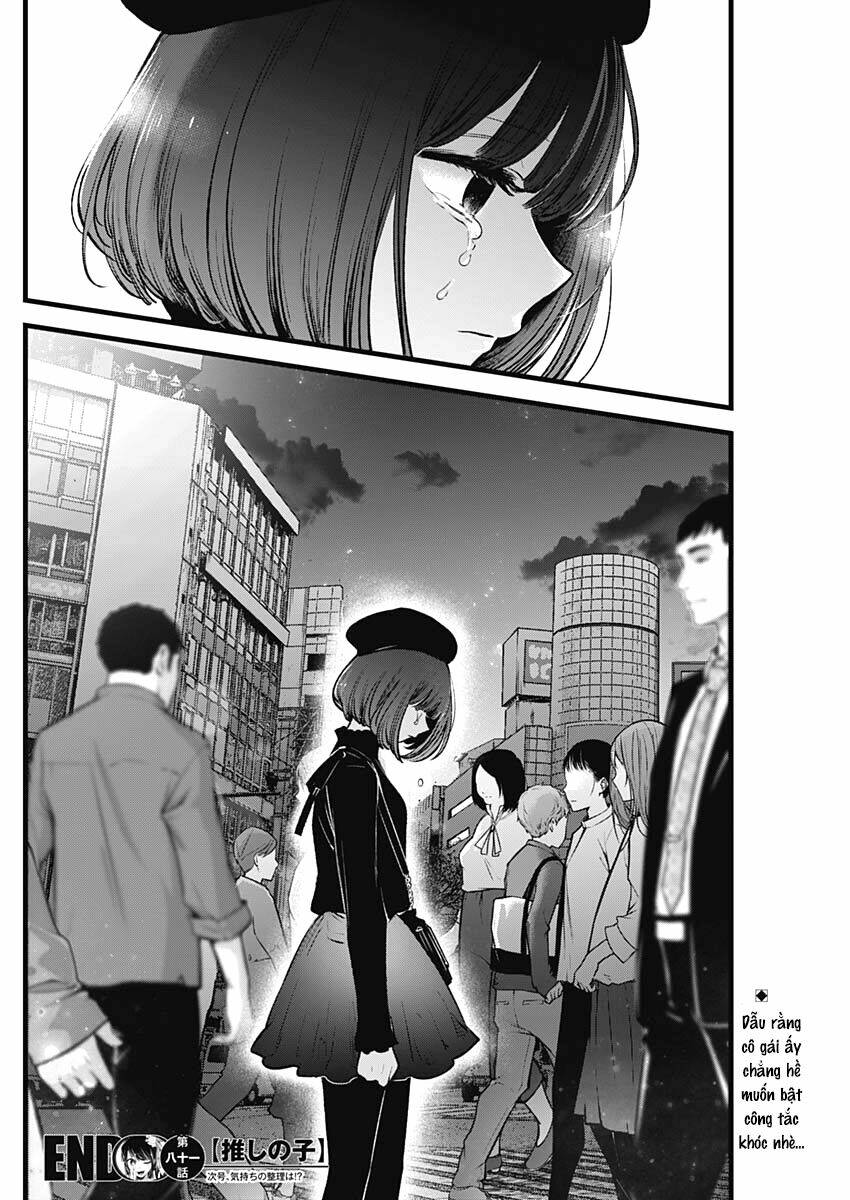 Dẫu rằng
cô gái ấy
chẳng hề
muốn bật
công tắc
khóc nhè...
END
第
八十一
話
【推しの子】
次号、気持ちの整理は!?